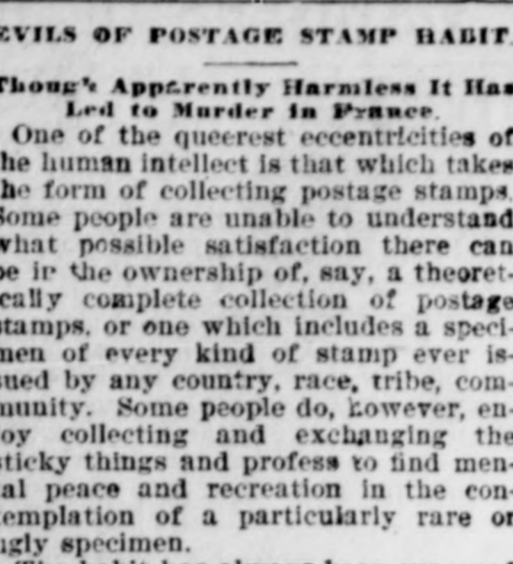 EVILS OF POSTAGE STAMP HABIT
Though Apparently Harmless It Has
Led to Murder in France.
One of the queerest eccentricities of
he human intellect is that which takes
he form of collecting postage stamps.
Some people are unable to understand
what possible satisfaction there can
be in the ownership of, say, a theoret-
cally complete collection of postage
stamps, or one which includes a speci-
men of every kind of stamp ever is-
sued by any country, race, tribe, com-
munity. Some people do, however, en-
oy collecting and exchanging the
sticky things and profess to find men-
al peace and recreation in the con-
templation of a particularly rare or
ugly specimen.